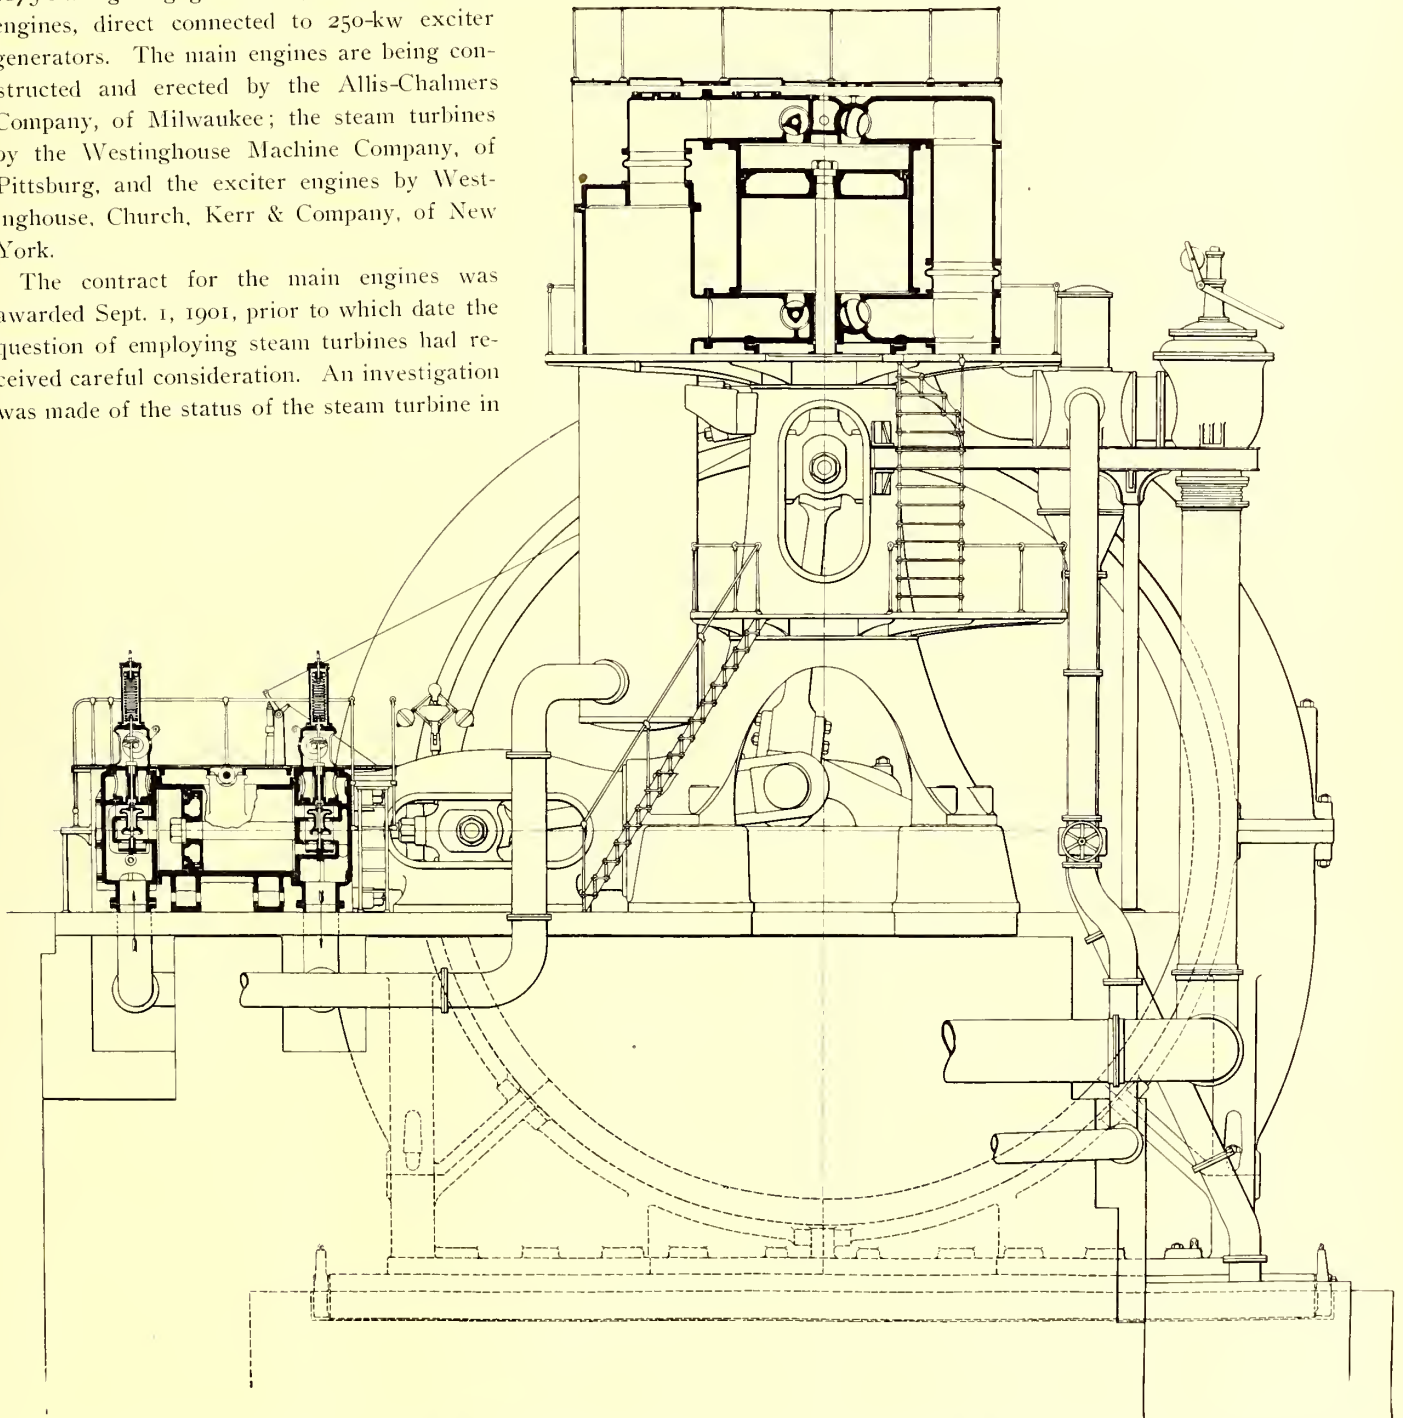 engines, direct connected to 250-kw exciter
generators. The main engines are being con-
structed and erected by the Allis-Chalmers
Company, of Milwaukee; the steam turbines
by the Westinghouse Machine Company, of
Pittsburg, and the exciter engines by West-
inghouse, Church, Kerr & Company, of New
York.
The contract for the main engines was
awarded Sept. 1, 1901, prior to which date the
question of employing steam turbines had re-
ceived careful consideration. An investigation
was made of the status of the steam turbine in